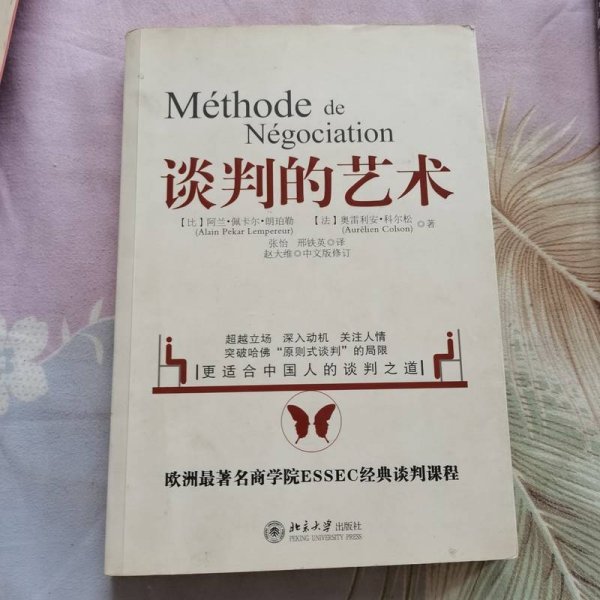 Méthode de
Négociation
谈判的艺术
【比】阿兰·佩卡尔·朗珀勒 【法】奥雷利安·科尔松 ◎著
(Alain Pekar Lempereur) (Aurélien Colson)
张怡 邢铁英◎译
赵大维◎中文版修订
超越立场 深入动机 关注人情
突破哈佛“原则式谈判”的局限
更适合中国人的谈判之道
欧洲最著名商学院ESSEC经典谈判课程
北京大学出版社
PEKING UNIVERSITY PRESS